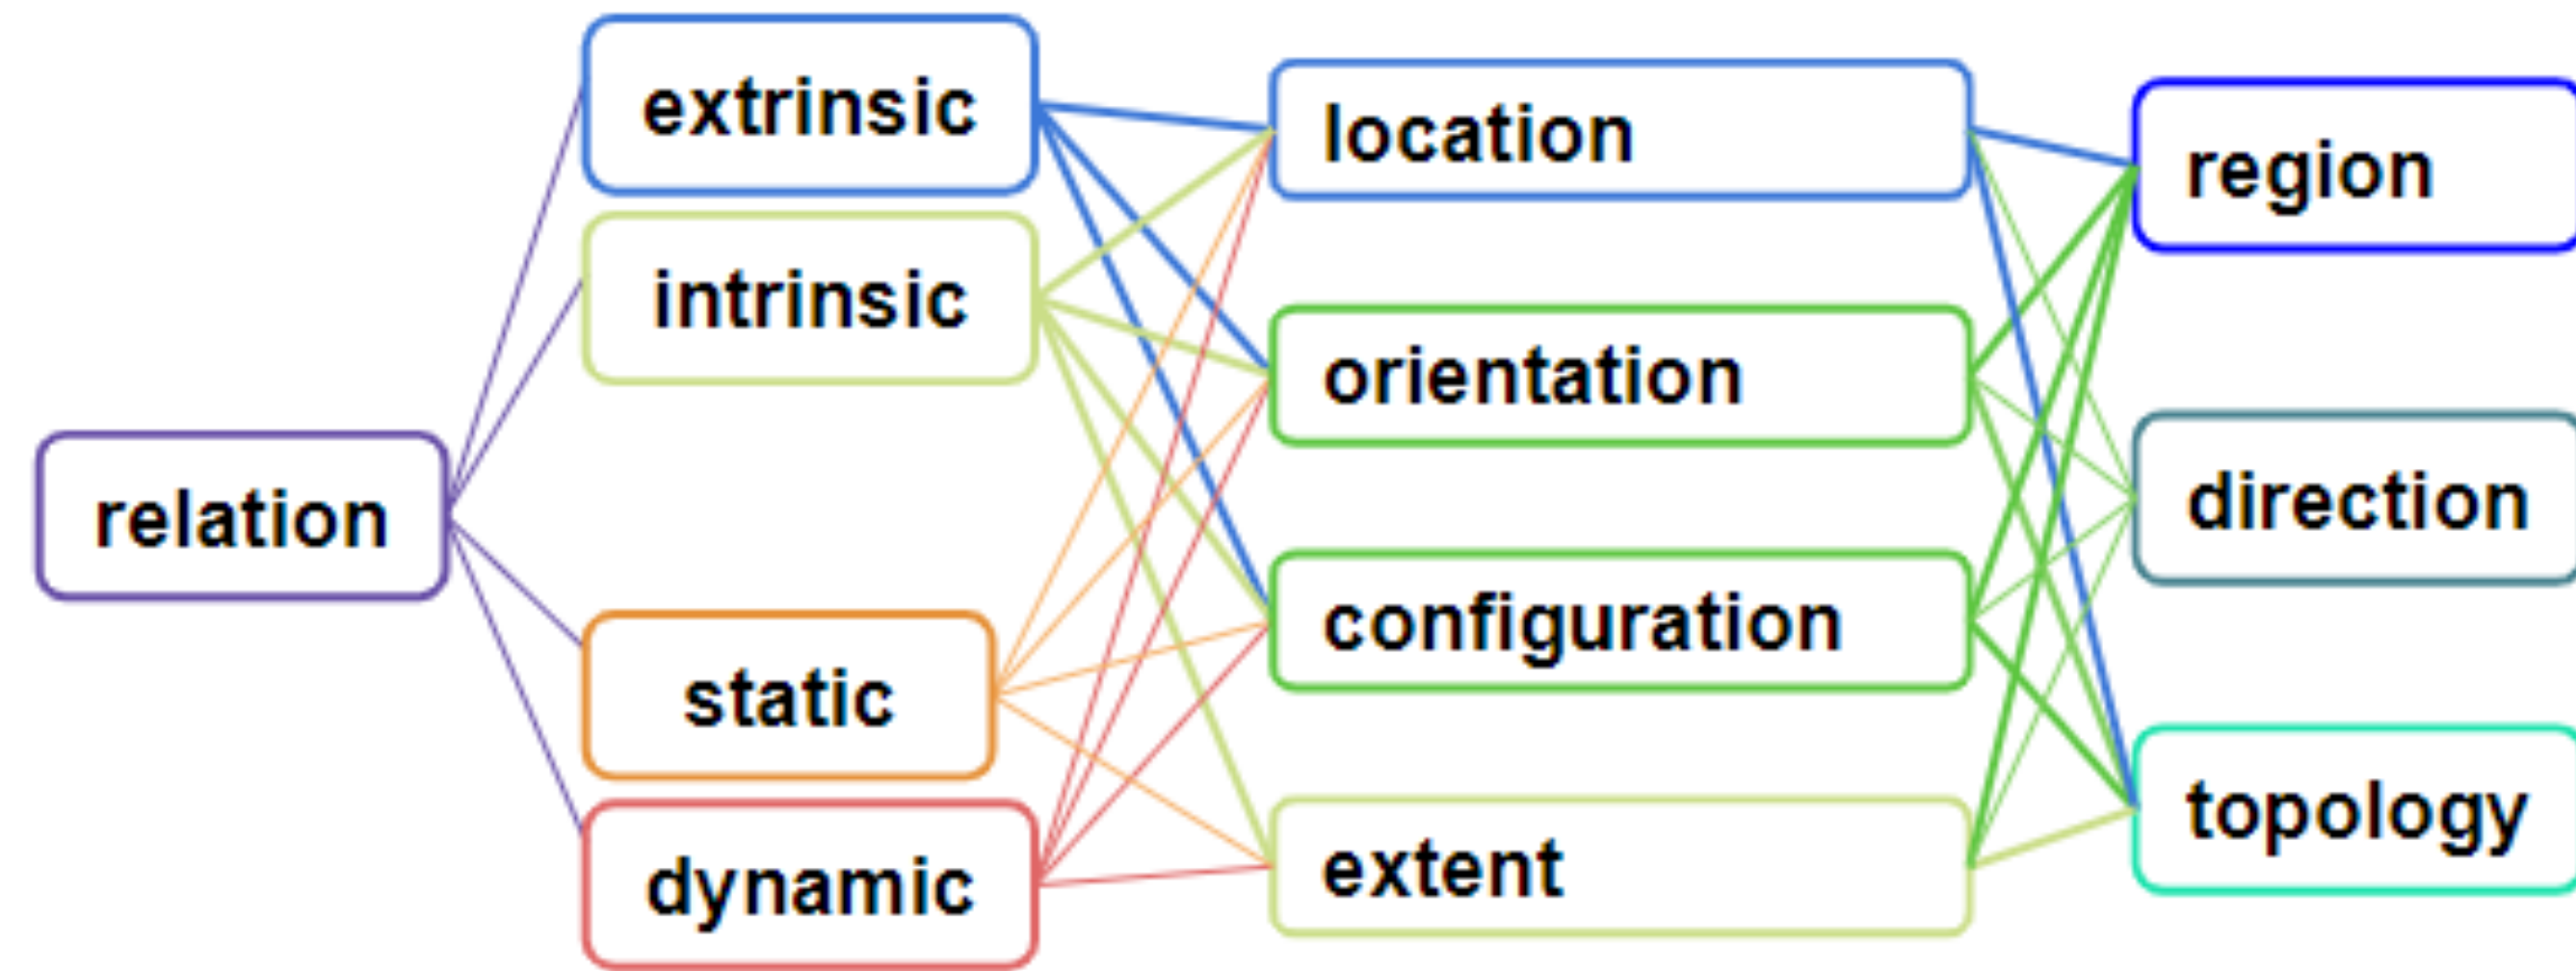 relation
extrinsic
intrinsic
static
dynamic
location
orientation
configuration
extent
region
direction
topology